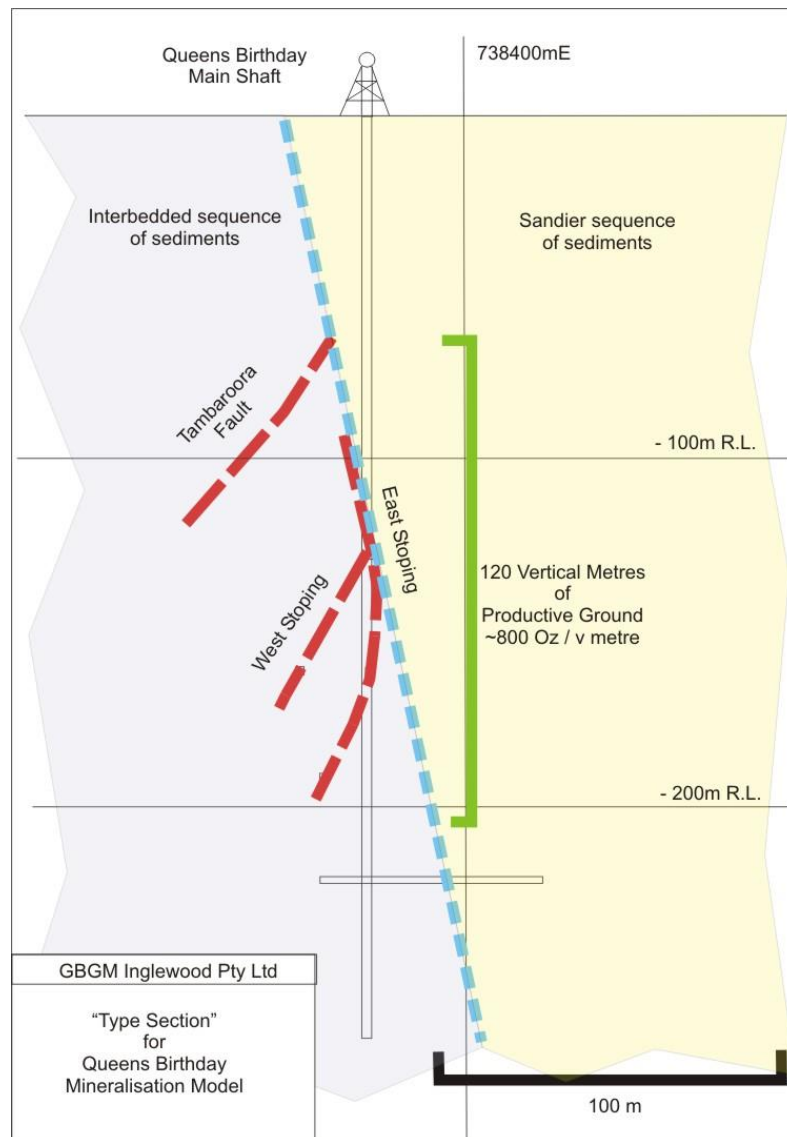 Queens Birthday
Main Shaft
738400mE
Interbedded sequence
of sediments
Sandier sequence
of sediments
Tambaroora
Fault
- 100m R.L.
East Stoping
West Stoping
120 Vertical Metres
of
Productive Ground
~800 Oz / v metre
- 200m R.L.
GBGM Inglewood Pty Ltd
“Type Section”
for
Queens Birthday
Mineralisation Model
100 m